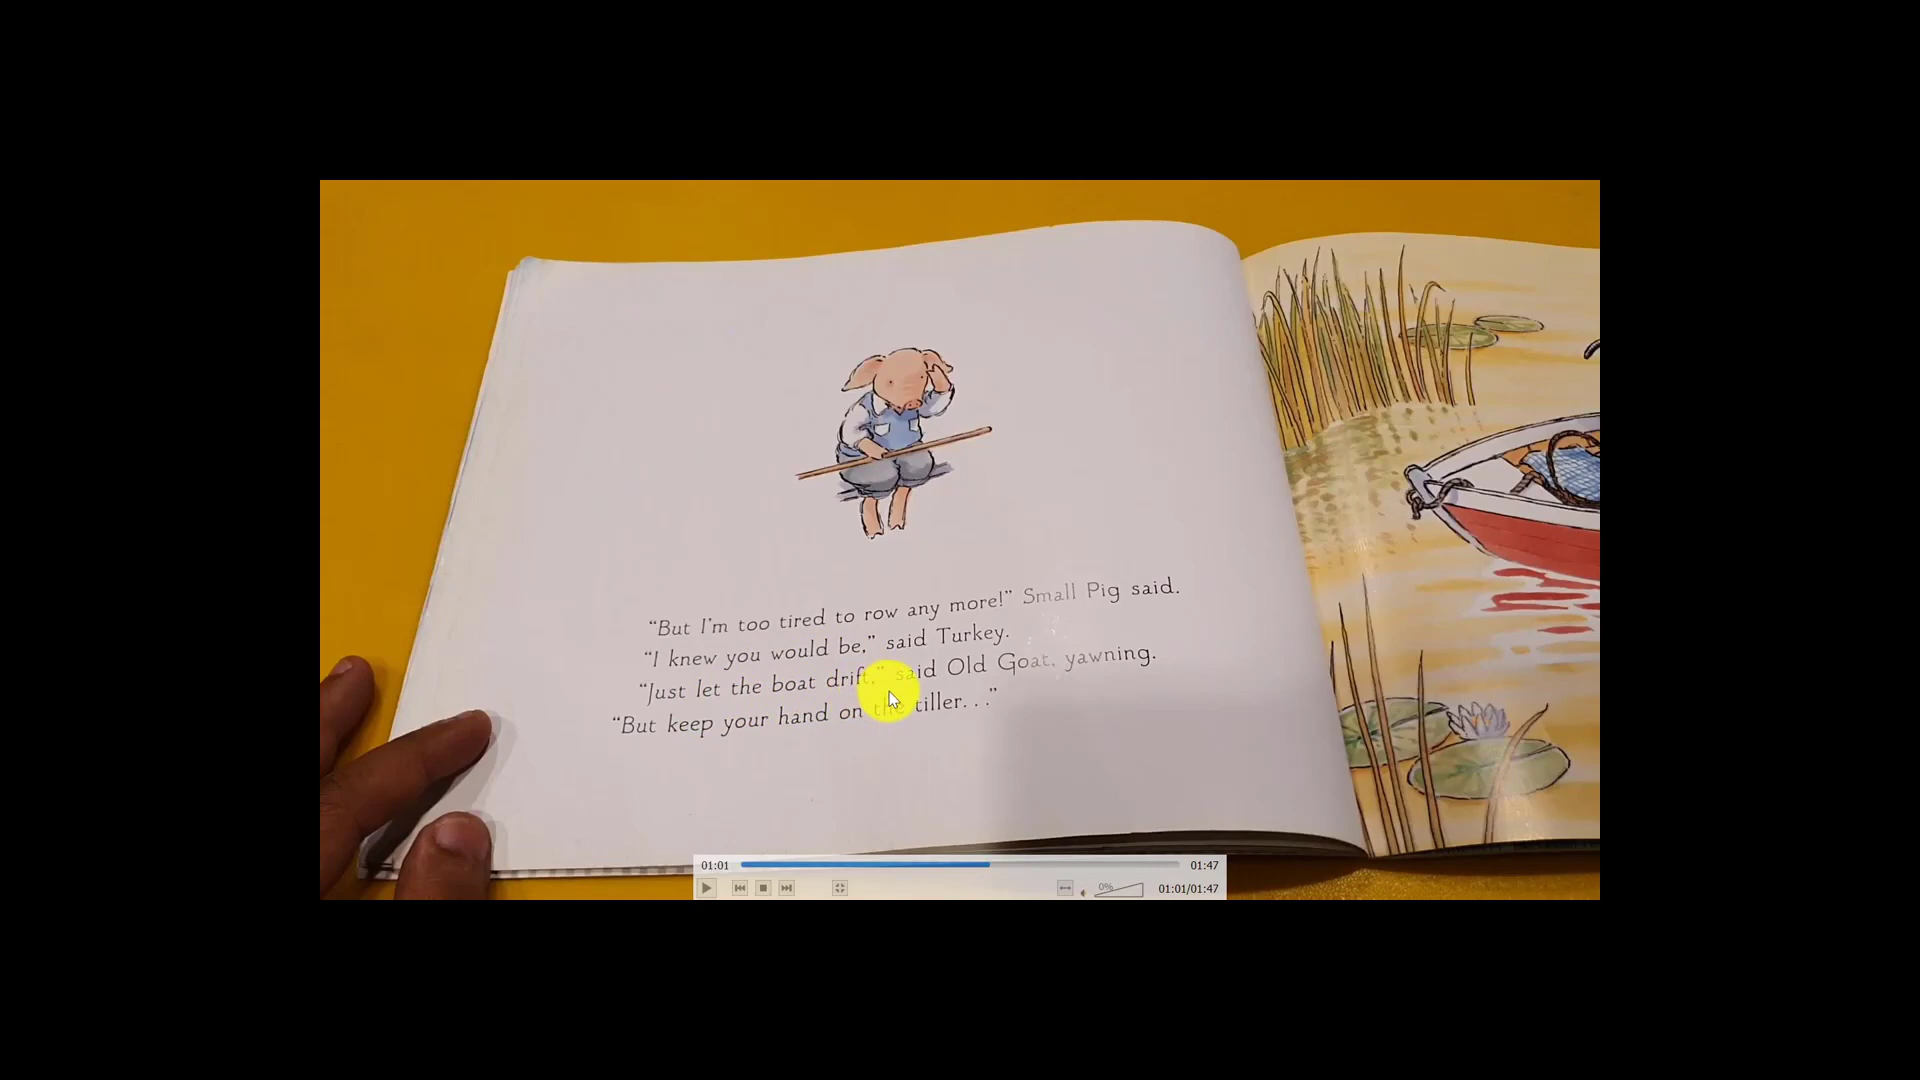 “But I'm too tired to row any more!” Small Pig said.
“I knew you would be,” said Turkey.
“Just let the boat drift,” said Old Goat, yawning.
“But keep your hand on the tiller. . .”
01:01
01:47
0%
01:01/01:47